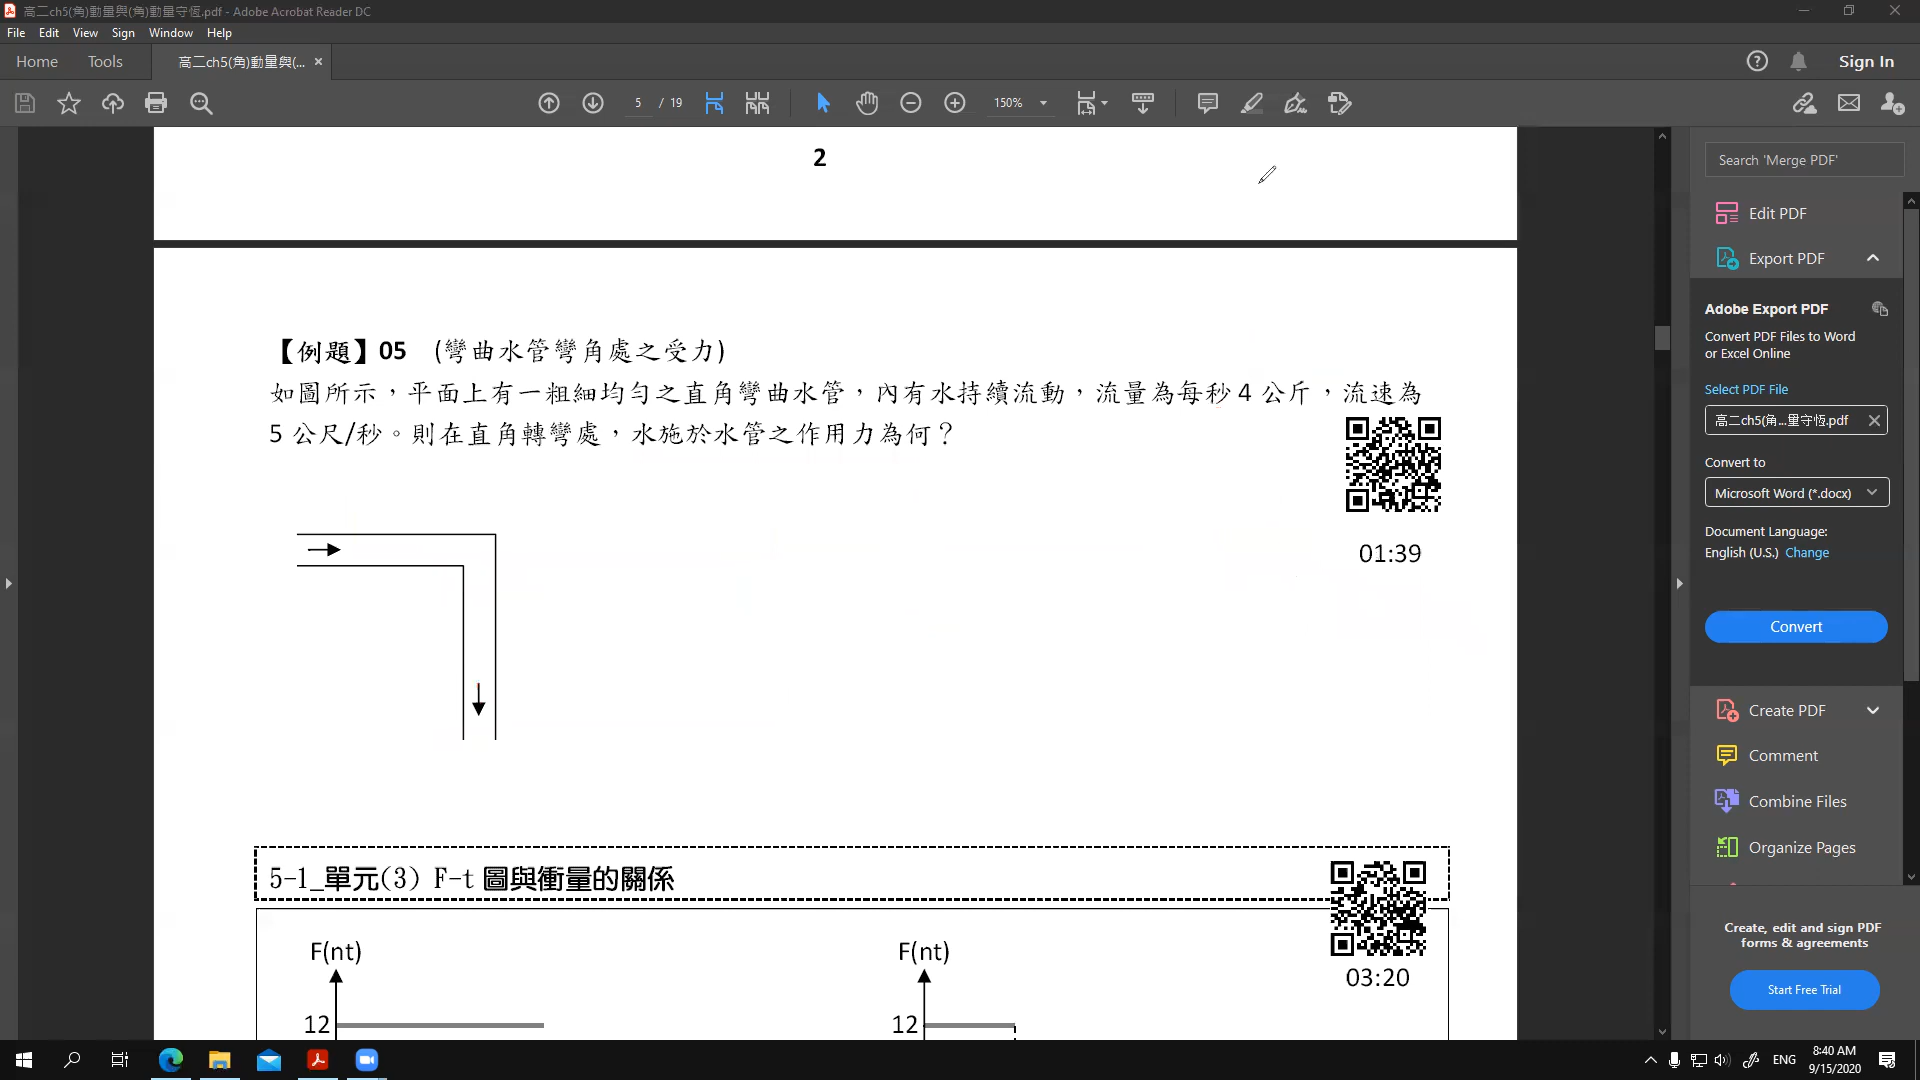 高二ch5(角)動量與(角)動量守恆.pdf - Adobe Acrobat Reader DC
File Edit View Sign Window Help
Home Tools 高二ch5(角)動量與(... ×
Sign In
5 / 19
150%
2
【例題】05 (彎曲水管彎角處之受力)
如圖所示，平面上有一粗細均勻之直角彎曲水管，內有水持續流動，流量為每秒 4 公斤，流速為
5 公尺/秒。則在直角轉彎處，水施於水管之作用力為何？
01:39
5-1_單元(3) F-t 圖與衝量的關係
03:20
F(nt)
12
F(nt)
12
Search 'Merge PDF'
Edit PDF
Export PDF
Adobe Export PDF
Convert PDF Files to Word
or Excel Online
Select PDF File
高二ch5(角...量守恆.pdf
Convert to
Microsoft Word (*.docx)
Document Language:
English (U.S.) Change
Convert
Create PDF
Comment
Combine Files
Organize Pages
Create, edit and sign PDF
forms & agreements
Start Free Trial
ENG
8:40 AM
9/15/2020